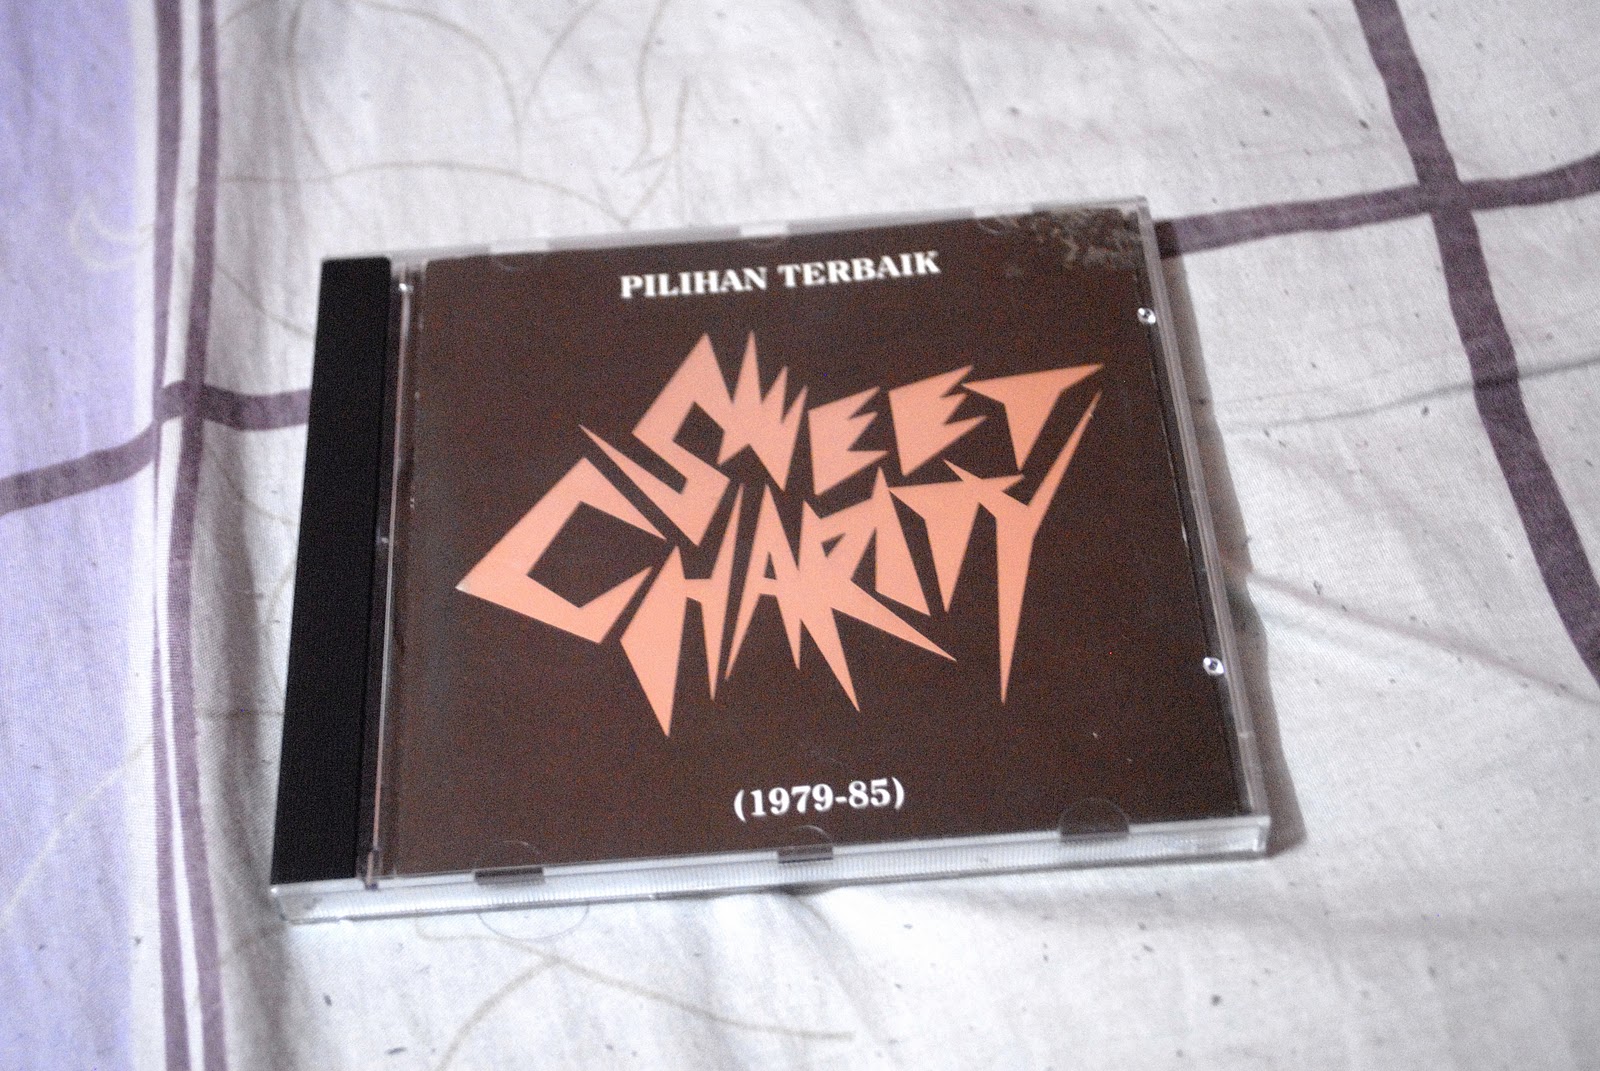 PILIHAN TERBAIK
SWEET
CHARITY
(1979-85)